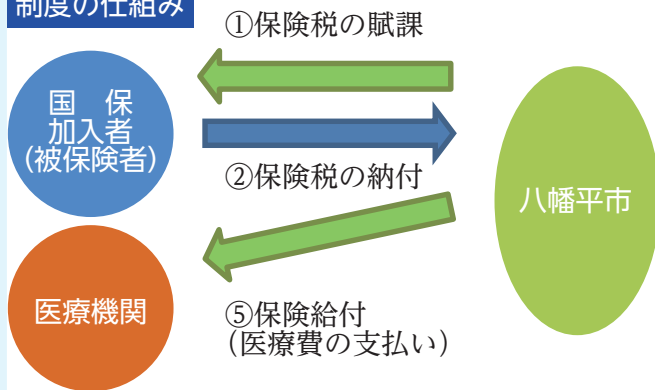 制度の仕組み
①保険税の賦課
国　保
加入者
(被保険者)
②保険税の納付
八幡平市
医療機関
⑤保険給付
（医療費の支払い）